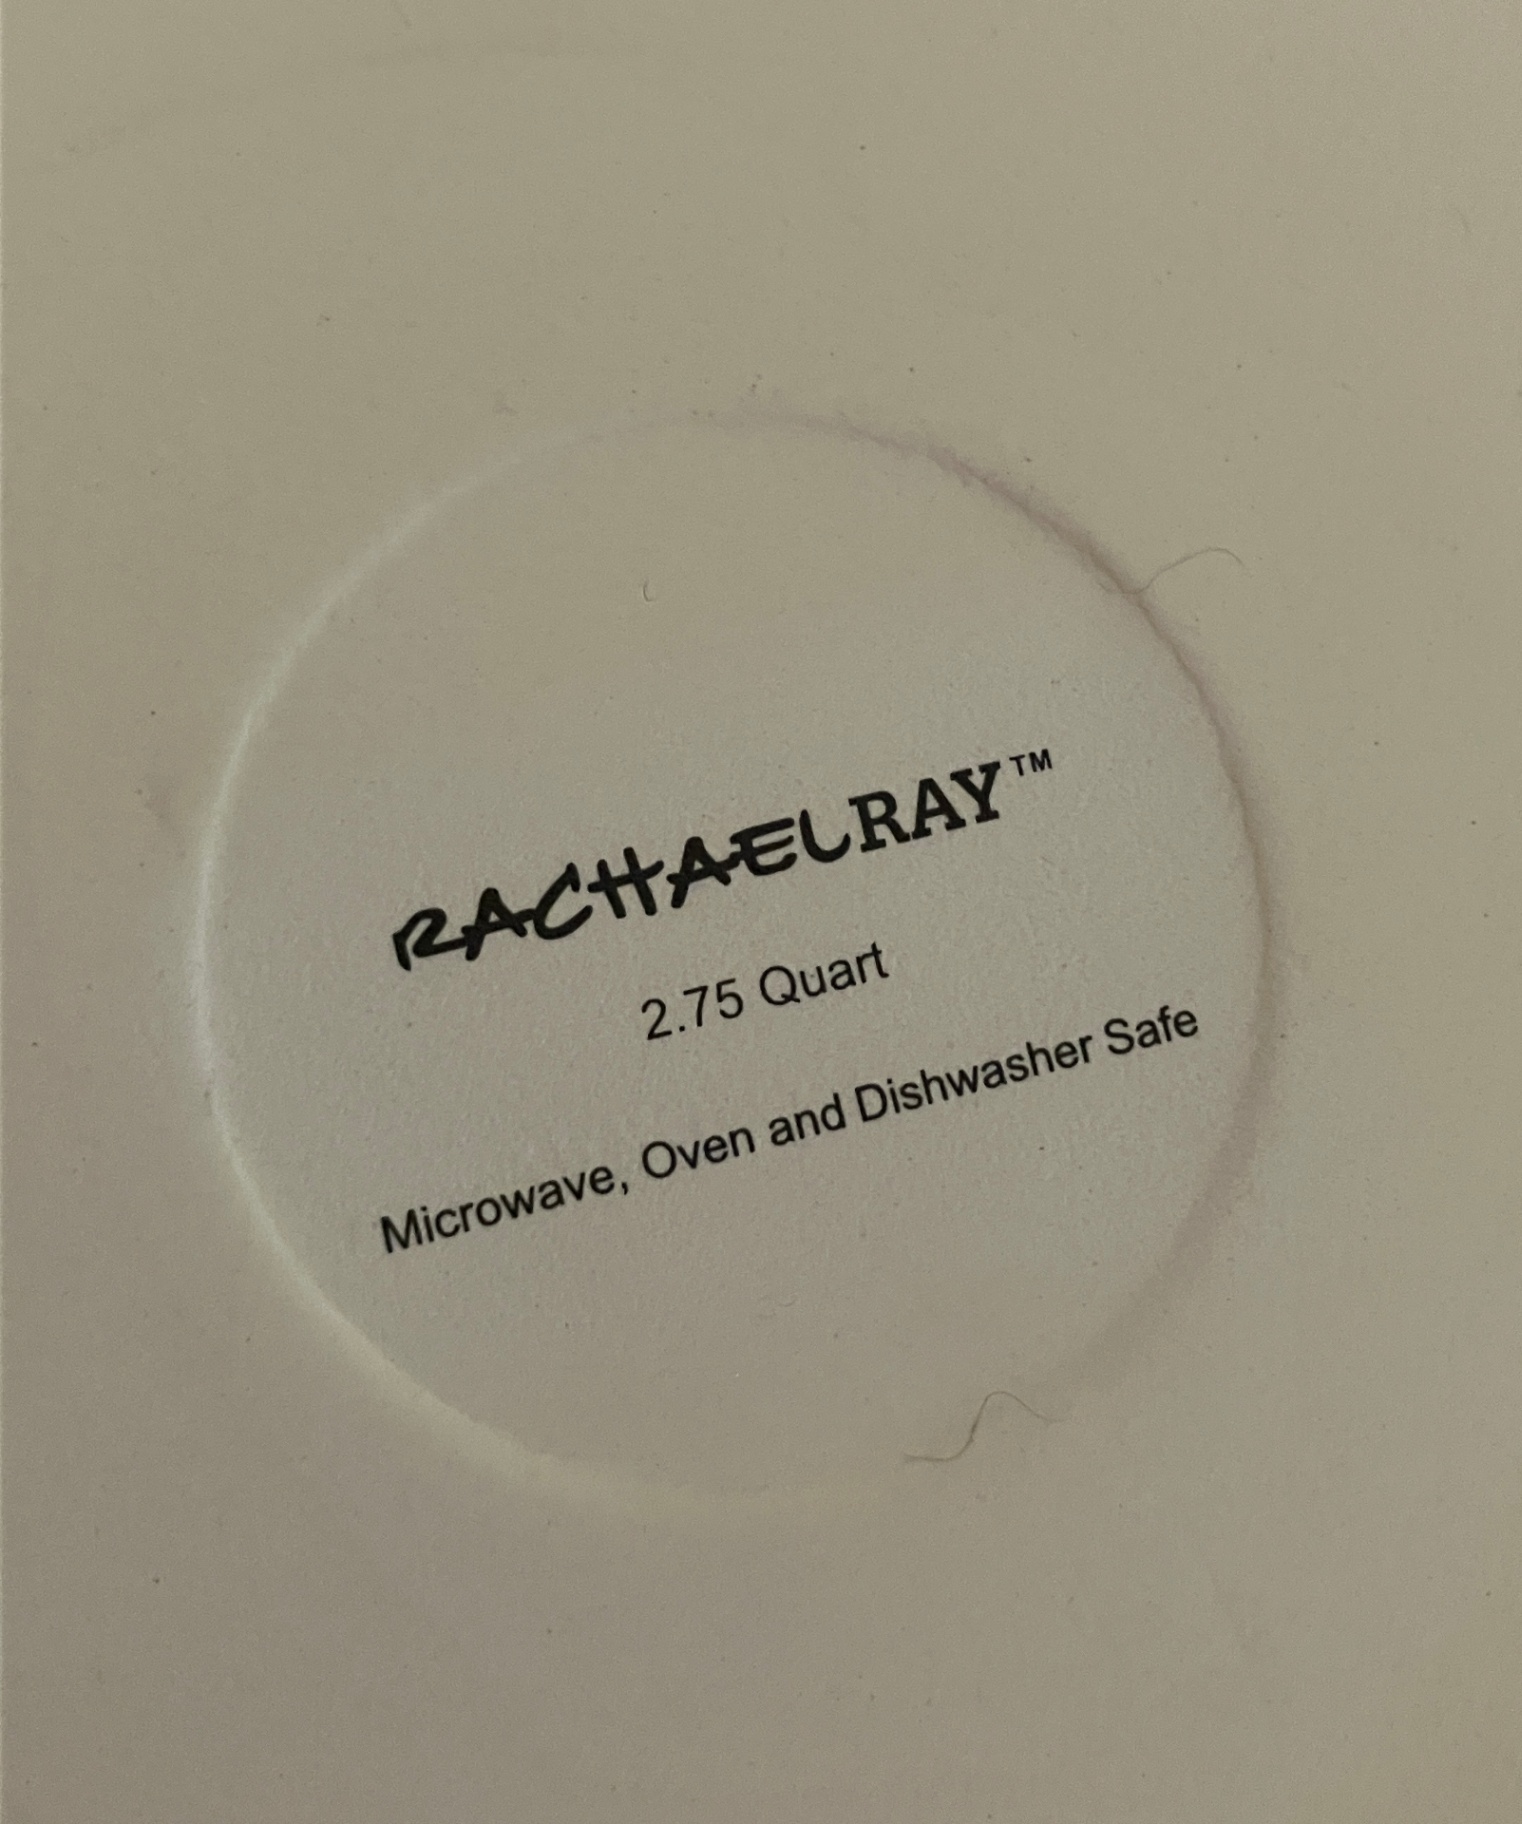 RACHAELRAY™
2.75 Quart
Microwave, Oven and Dishwasher Safe